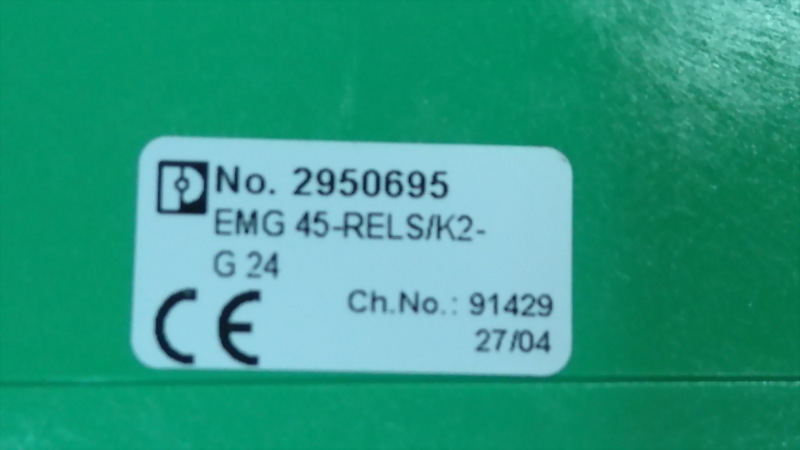 No. 2950695
EMG 45-RELS/K2-
G 24
CE
Ch.No.: 91429
27/04